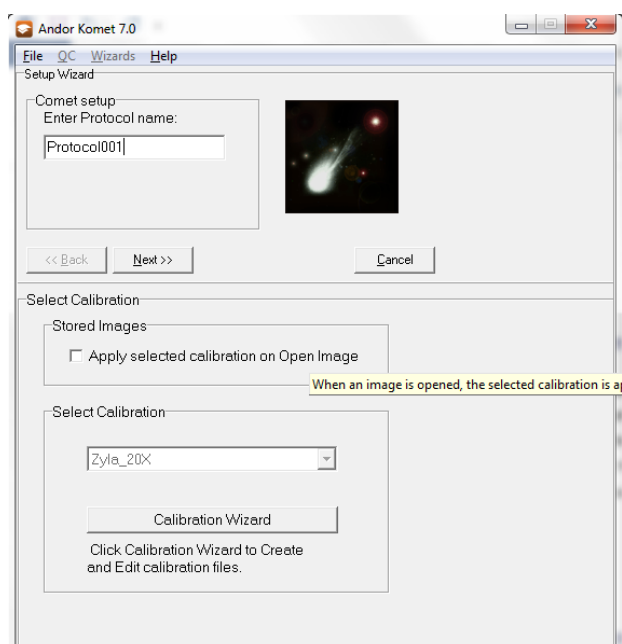 Andor Komet 7.0
File QC Wizards Help
Setup Wizard
Comet setup
Enter Protocol name:
Protocol001
<< Back Next >> Cancel
Select Calibration
Stored Images
Apply selected calibration on Open Image
When an image is opened, the selected calibration is
Select Calibration
Zyla_20X
Calibration Wizard
Click Calibration Wizard to Create
and Edit calibration files.